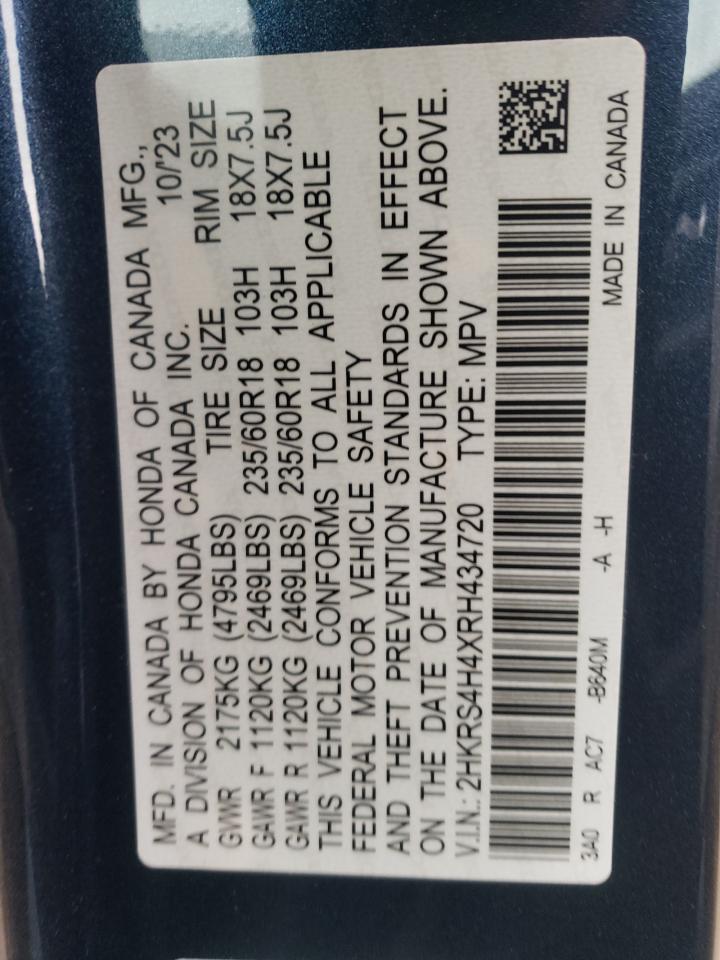 MFD. IN CANADA BY HONDA OF CANADA MFG.,
A DIVISION OF HONDA CANADA INC. 10/'23
GVWR 2175KG (4795LBS) TIRE SIZE RIM SIZE
GAWR F 1120KG (2469LBS) 235/60R18 103H 18X7.5J
GAWR R 1120KG (2469LBS) 235/60R18 103H 18X7.5J
THIS VEHICLE CONFORMS TO ALL APPLICABLE
FEDERAL MOTOR VEHICLE SAFETY
AND THEFT PREVENTION STANDARDS IN EFFECT
ON THE DATE OF MANUFACTURE SHOWN ABOVE.
V.I.N.: 2HKRS4H4XRH434720 TYPE: MPV
3A0 R AC7 -B640M -A -H MADE IN CANADA